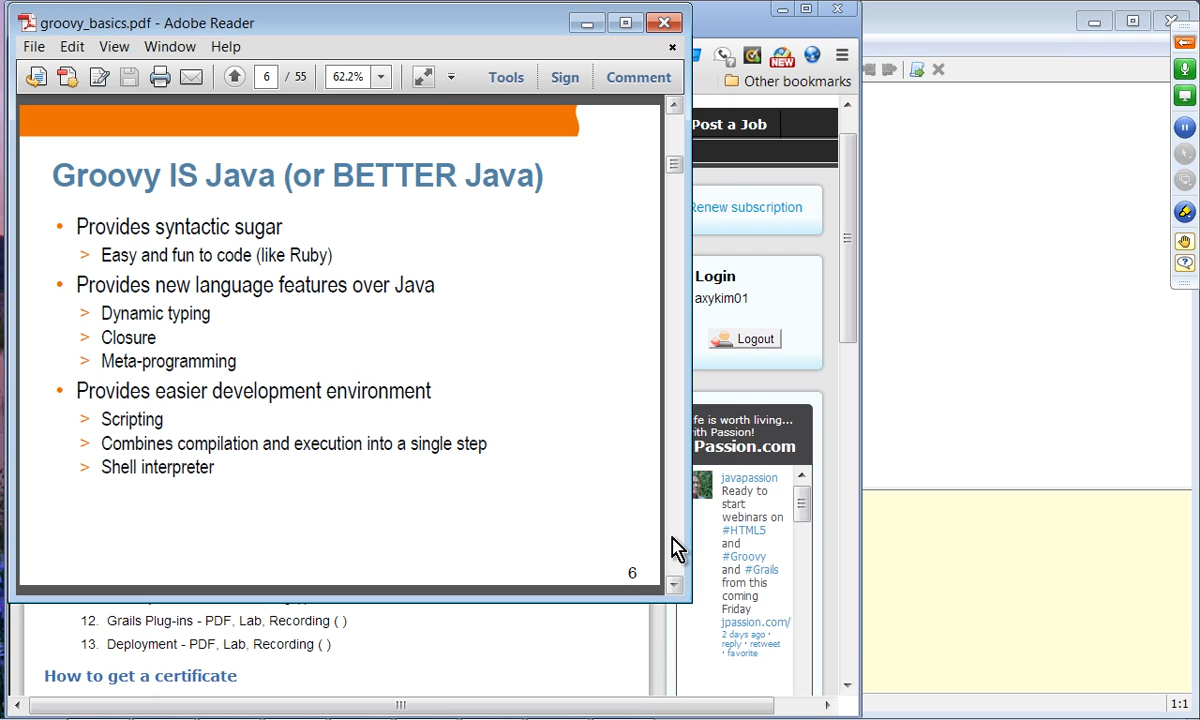 groovy_basics.pdf - Adobe Reader
File Edit View Window Help
6 / 55 62.2% Tools Sign Comment
Groovy IS Java (or BETTER Java)
• Provides syntactic sugar
> Easy and fun to code (like Ruby)
• Provides new language features over Java
> Dynamic typing
> Closure
> Meta-programming
• Provides easier development environment
> Scripting
> Combines compilation and execution into a single step
> Shell interpreter
6
12. Grails Plug-ins - PDF, Lab, Recording ( )
13. Deployment - PDF, Lab, Recording ( )
How to get a certificate
NEW
Other bookmarks
Post a Job
Renew subscription
Login
axykim01
Logout
fe is worth living...
ith Passion!
Passion.com
javapassion
Ready to
start
webinars on
#HTML5
and
#Groovy
and #Grails
from this
coming
Friday
jpassion.com/
2 days ago ·
reply · retweet
· favorite
1:1